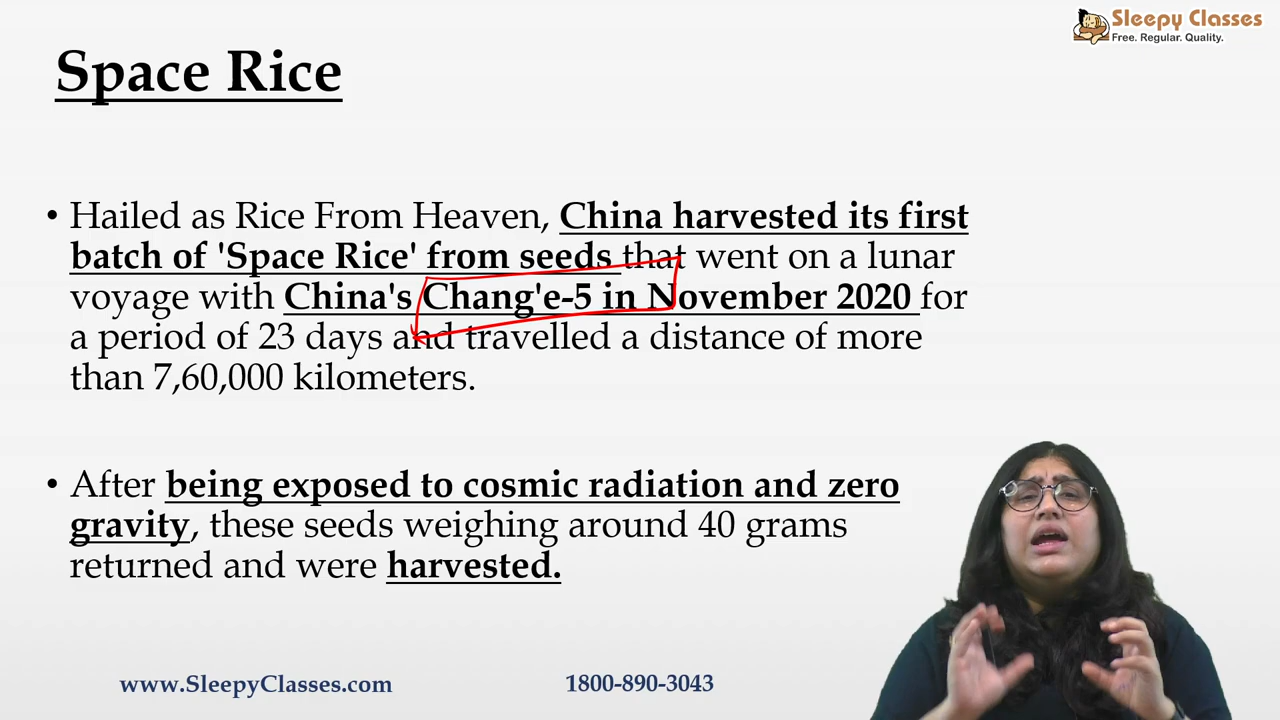 Sleepy Classes
Free. Regular. Quality.
Space Rice
• Hailed as Rice From Heaven, China harvested its first
batch of 'Space Rice' from seeds that went on a lunar
voyage with China's Chang'e-5 in November 2020 for
a period of 23 days and travelled a distance of more
than 7,60,000 kilometers.
• After being exposed to cosmic radiation and zero
gravity, these seeds weighing around 40 grams
returned and were harvested.
www.SleepyClasses.com
1800-890-3043